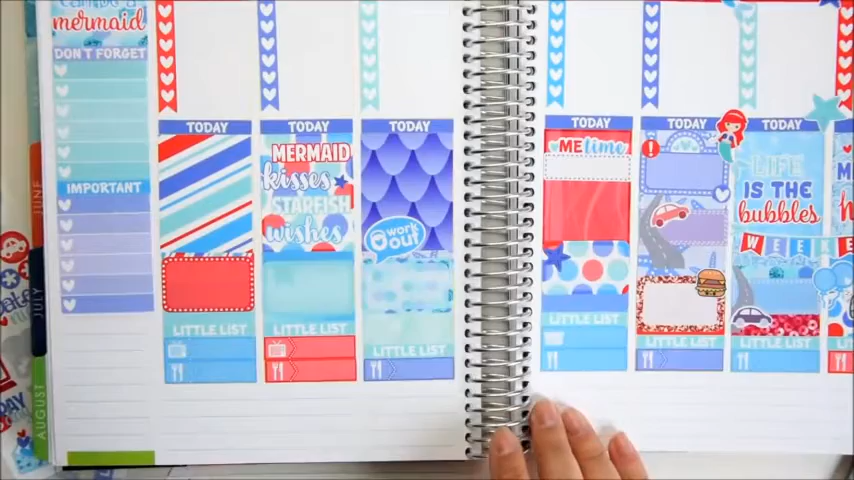 mermaid
DON'T FORGET
IMPORTANT
TODAY
TODAY
TODAY
TODAY
TODAY
TODAY
MERMAID
kisses
STARFISH
wishes
work
OUT
me time
LIFE
IS THE
bubbles
WEEKE
LITTLE LIST
LITTLE LIST
LITTLE LIST
LITTLE LIST
LITTLE LIST
LITTLE LIST
JUNE
JULY
AUGUST